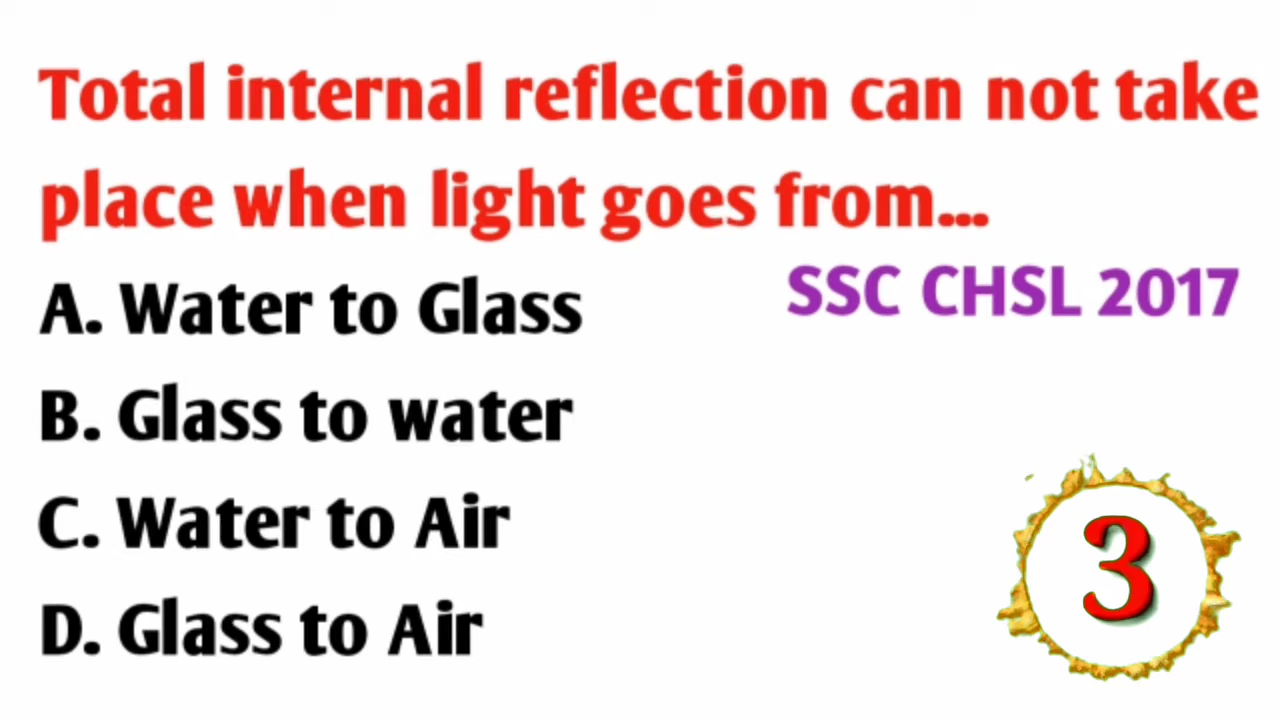 Total internal reflection can not take
place when light goes from...
SSC CHSL 2017
A. Water to Glass
B. Glass to water
C. Water to Air
D. Glass to Air
3